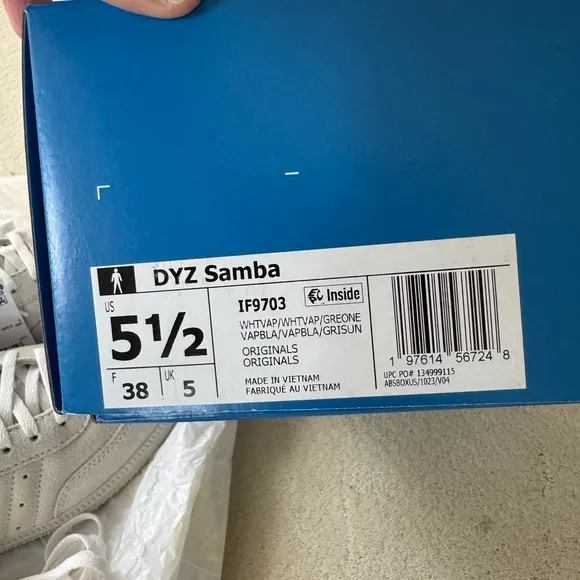 DYZ Samba
US
5½
F
38
UK
5
IF9703
Inside
WHTVAP/WHTVAP/GREONE
VAPBLA/VAPBLA/GRISUN
ORIGINALS
ORIGINALS
MADE IN VIETNAM
FABRIQUÉ AU VIETNAM
1 97614 56724 8
UPC PO# 134999115
ABSBOXUS/1023/V04